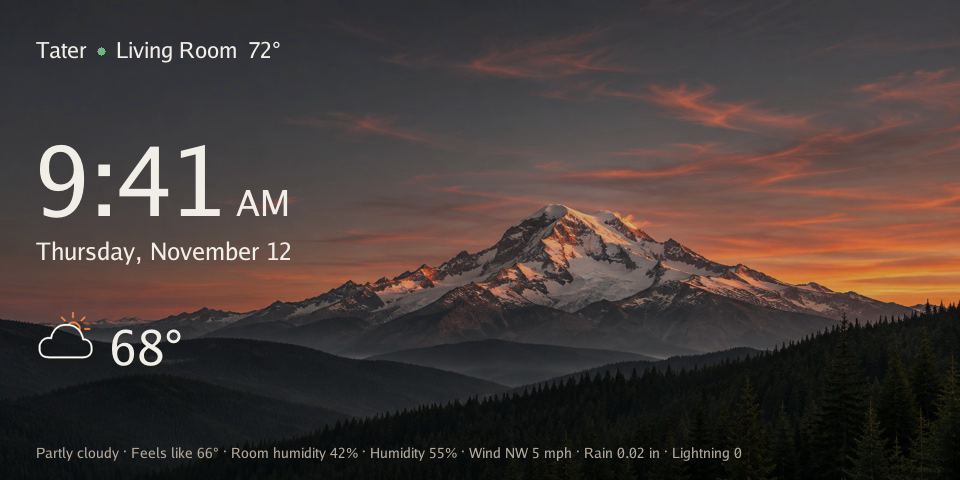 Tater • Living Room 72°
9:41 AM
Thursday, November 12
68°
Partly cloudy · Feels like 66° · Room humidity 42% · Humidity 55% · Wind NW 5 mph · Rain 0.02 in · Lightning 0